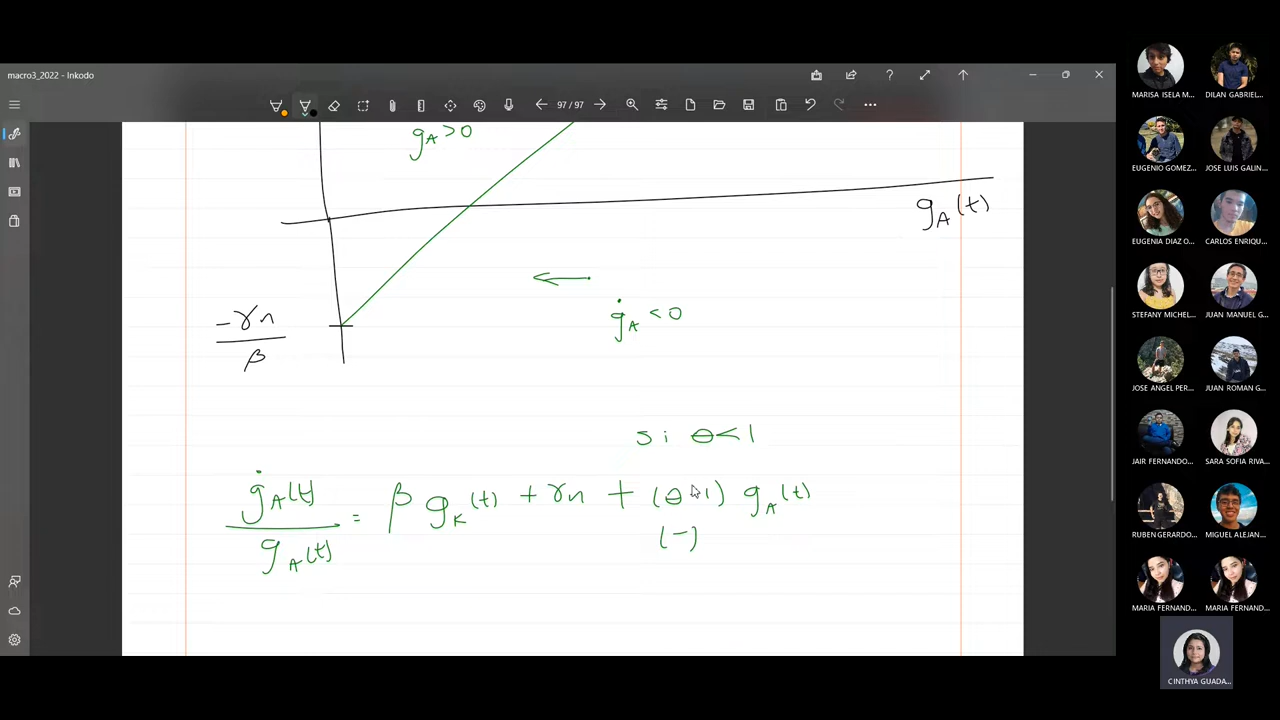 macro3_2022 - Inkodo
97 / 97
ġA > 0
gA(t)
-γn
β
ġA < 0
si θ<1
ġA(t)
gA(t)
= β gK(t) + γn + (θ-1) gA(t)
(-)
MARISA ISELA M...
DILAN GABRIEL...
EUGENIO GOMEZ...
JOSE LUIS GALIN...
EUGENIA DIAZ O...
CARLOS ENRIQU...
STEFANY MICHEL...
JUAN MANUEL G...
JOSE ANGEL PER...
JUAN ROMAN G...
JAIR FERNANDO...
SARA SOFIA RIVA...
RUBEN GERARDO...
MIGUEL ALEJAN...
MARIA FERNAND...
MARIA FERNAND...
CINTHYA GUADA...